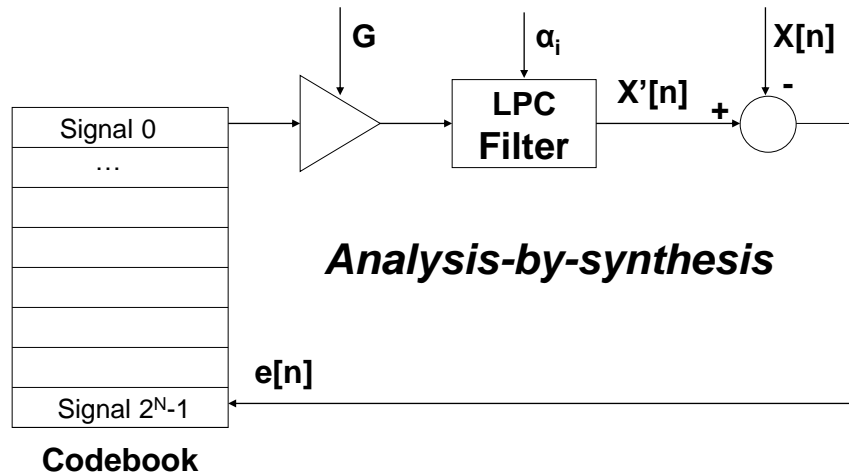 G
αi
X[n]
-
LPC
Filter
X'[n]
+
Signal 0
…
Analysis-by-synthesis
e[n]
Signal 2ᴺ-1
Codebook